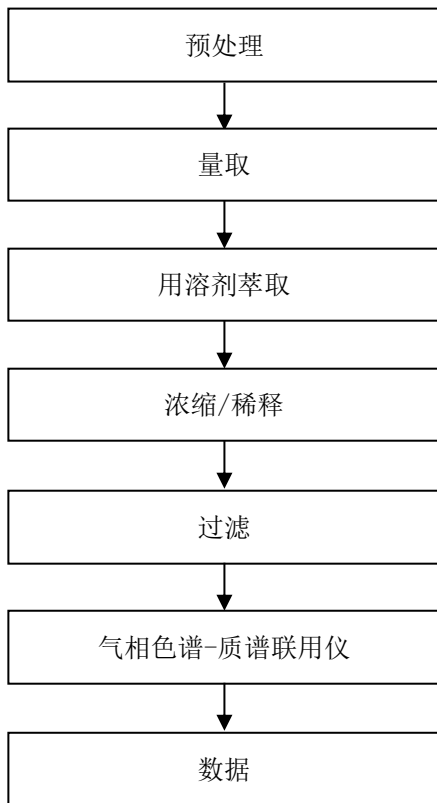 预处理
量取
用溶剂萃取
浓缩/稀释
过滤
气相色谱-质谱联用仪
数据